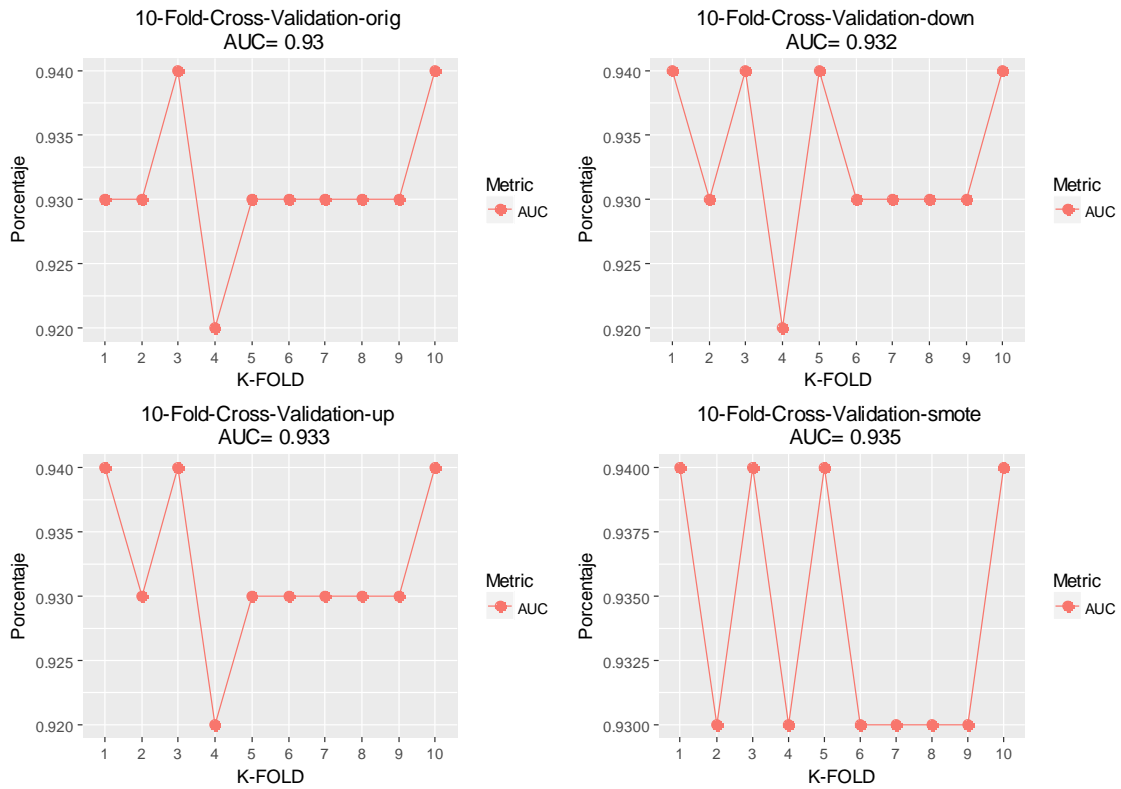 10-Fold-Cross-Validation-orig
AUC= 0.93
0.940
0.935
0.930
0.925
0.920
Porcentaje
1 2 3 4 5 6 7 8 9 10
K-FOLD
Metric
AUC
10-Fold-Cross-Validation-down
AUC= 0.932
0.940
0.935
0.930
0.925
0.920
Porcentaje
1 2 3 4 5 6 7 8 9 10
K-FOLD
Metric
AUC
10-Fold-Cross-Validation-up
AUC= 0.933
0.940
0.935
0.930
0.925
0.920
Porcentaje
1 2 3 4 5 6 7 8 9 10
K-FOLD
Metric
AUC
10-Fold-Cross-Validation-smote
AUC= 0.935
0.9400
0.9375
0.9350
0.9325
0.9300
Porcentaje
1 2 3 4 5 6 7 8 9 10
K-FOLD
Metric
AUC